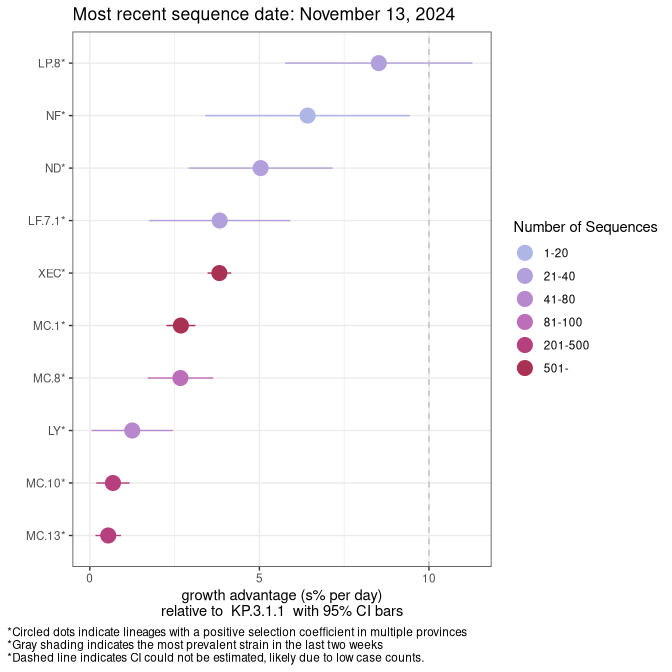 Most recent sequence date: November 13, 2024
LP.8*
NF*
ND*
LF.7.1*
XEC*
MC.1*
MC.8*
LY*
MC.10*
MC.13*
0 5 10
growth advantage (s% per day)
relative to KP.3.1.1 with 95% CI bars
Number of Sequences
1-20
21-40
41-80
81-100
201-500
501-
*Circled dots indicate lineages with a positive selection coefficient in multiple provinces
*Gray shading indicates the most prevalent strain in the last two weeks
*Dashed line indicates CI could not be estimated, likely due to low case counts.